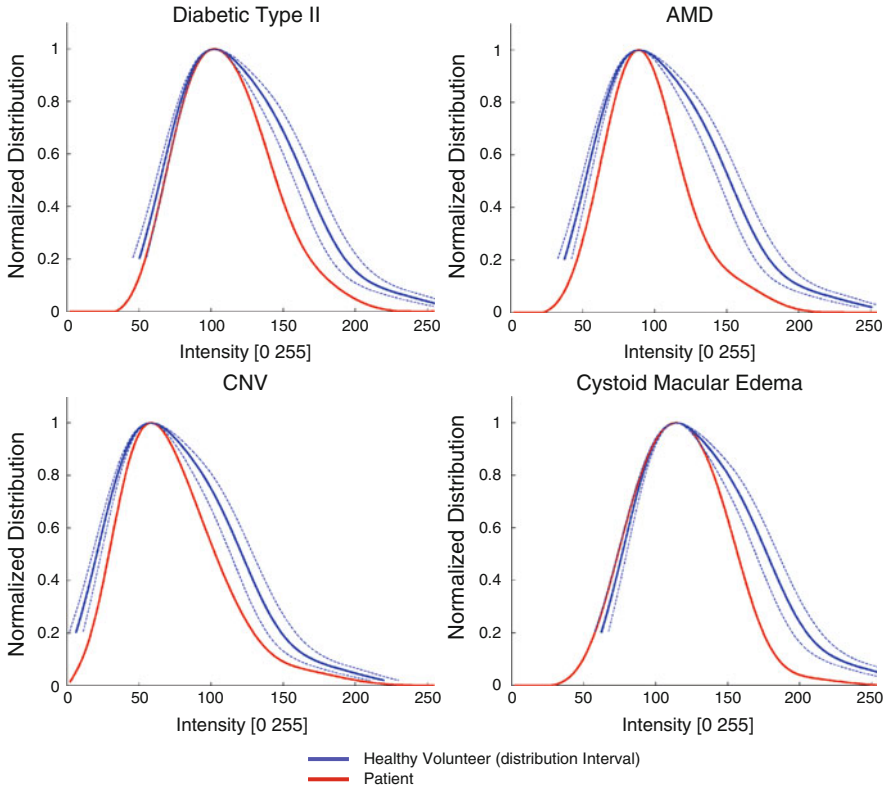 Diabetic Type II
Normalized Distribution
1
0.8
0.6
0.4
0.2
0
0 50 100 150 200 250
Intensity [0 255]
AMD
Normalized Distribution
1
0.8
0.6
0.4
0.2
0
0 50 100 150 200 250
Intensity [0 255]
CNV
Normalized Distribution
1
0.8
0.6
0.4
0.2
0
0 50 100 150 200 250
Intensity [0 255]
Cystoid Macular Edema
Normalized Distribution
1
0.8
0.6
0.4
0.2
0
0 50 100 150 200 250
Intensity [0 255]
Healthy Volunteer (distribution Interval)
Patient